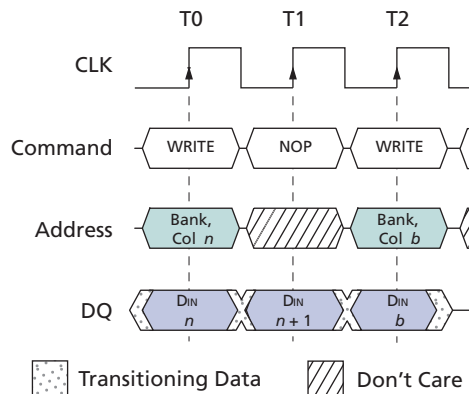 T0 T1 T2
CLK
Command WRITE NOP WRITE
Address Bank, Col n Bank, Col b
DQ DIN n DIN n + 1 DIN b
Transitioning Data Don't Care